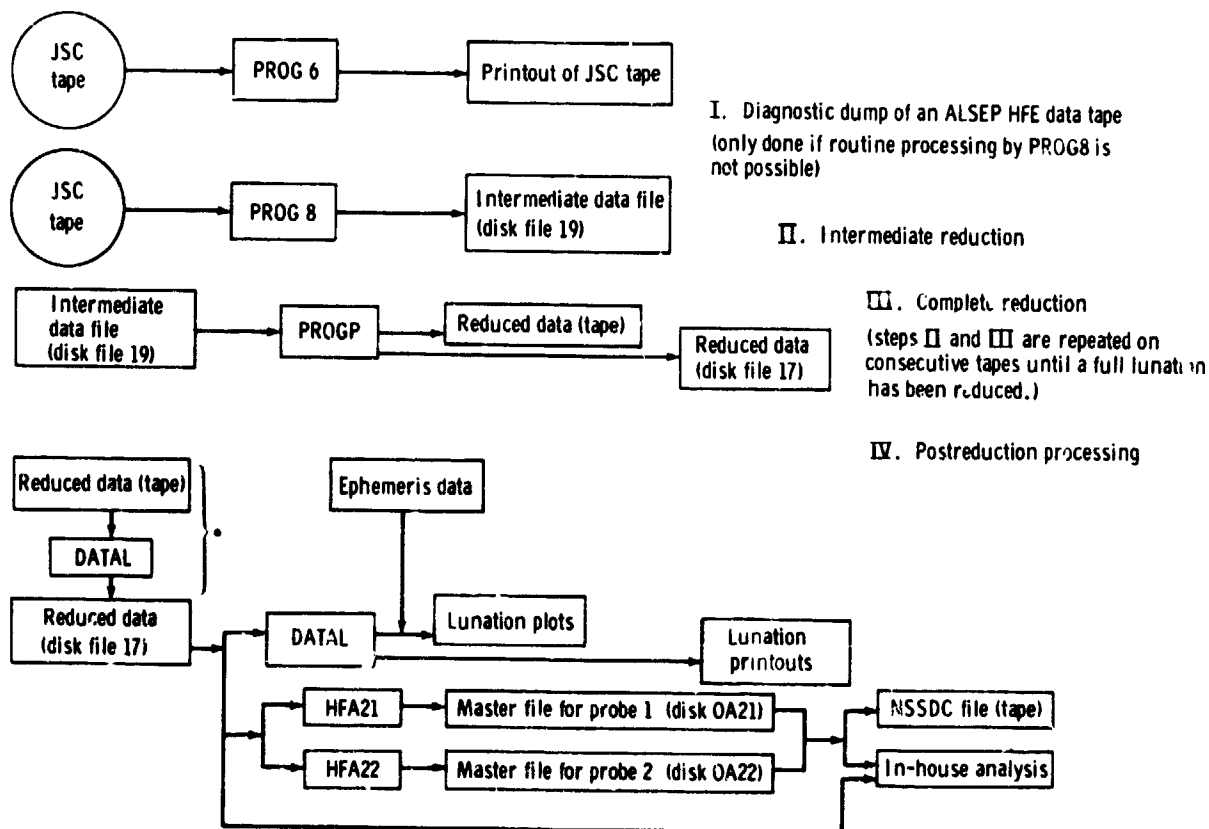 JSC
tape
PROG 6
Printout of JSC tape
I. Diagnostic dump of an ALSEP HFE data tape
(only done if routine processing by PROG8 is
not possible)
JSC
tape
PROG 8
Intermediate data file
(disk file 19)
II. Intermediate reduction
Intermediate
data file
(disk file 19)
PROGP
Reduced data (tape)
Reduced data
(disk file 17)
III. Complete reduction
(steps II and III are repeated on
consecutive tapes until a full lunation
has been reduced.)
IV. Postreduction processing
Reduced data (tape)
DATAL
Reduced data
(disk file 17)
Ephemeris data
DATAL
Lunation plots
Lunation
printouts
HFA21
Master file for probe 1 (disk OA21)
HFA22
Master file for probe 2 (disk OA22)
NSSDC file (tape)
In-house analysis